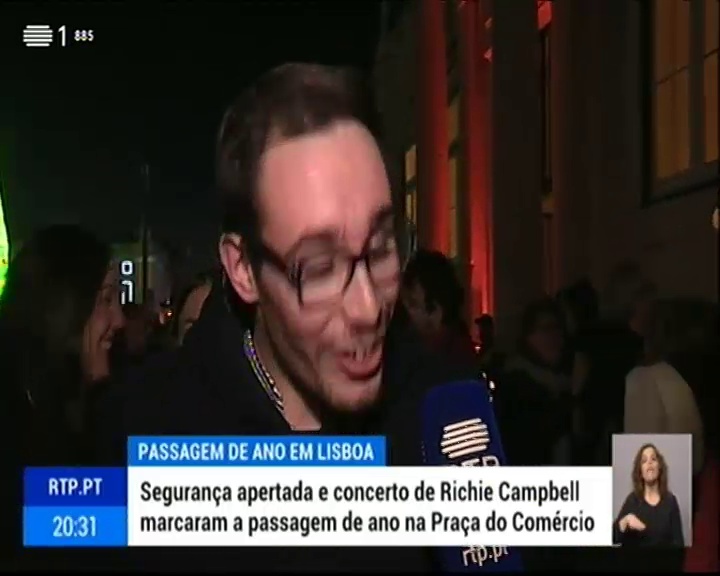 1 885
PASSAGEM DE ANO EM LISBOA
RTP.PT
Segurança apertada e concerto de Richie Campbell
20:31
marcaram a passagem de ano na Praça do Comércio
rtp.pt